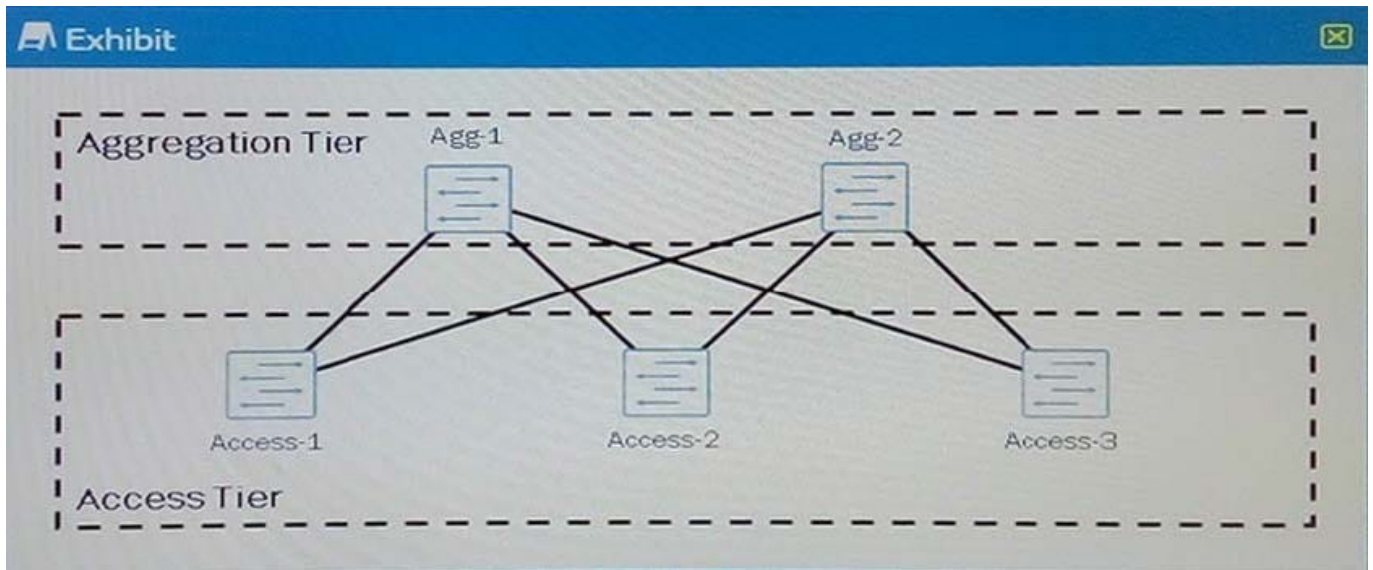 Exhibit
Aggregation Tier
Agg-1
Agg-2
Access-1
Access-2
Access-3
Access Tier